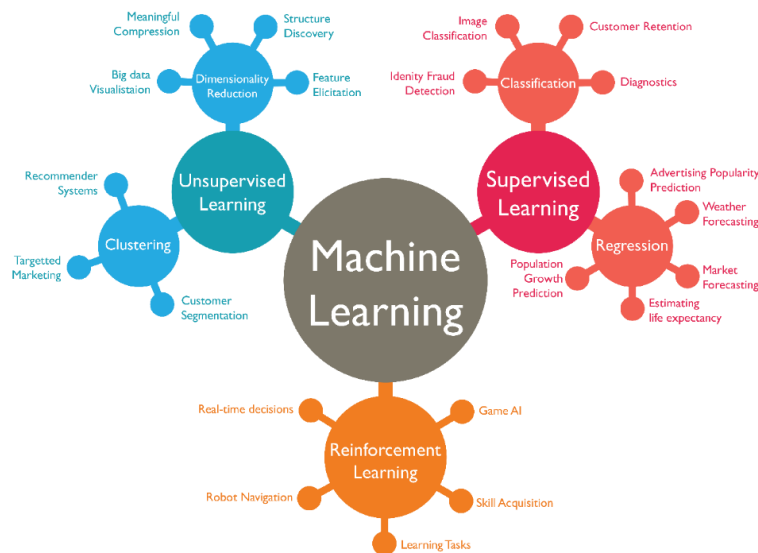 Meaningful
Compression
Structure
Discovery
Big data
Visualistaion
Dimensionality
Reduction
Feature
Elicitation
Unsupervised
Learning
Recommender
Systems
Clustering
Targetted
Marketing
Customer
Segmentation
Machine
Learning
Image
Classification
Customer Retention
Idenity Fraud
Detection
Classification
Diagnostics
Supervised
Learning
Advertising Popularity
Prediction
Weather
Forecasting
Regression
Population
Growth
Prediction
Market
Forecasting
Estimating
life expectancy
Real-time decisions
Game AI
Reinforcement
Learning
Robot Navigation
Skill Acquisition
Learning Tasks